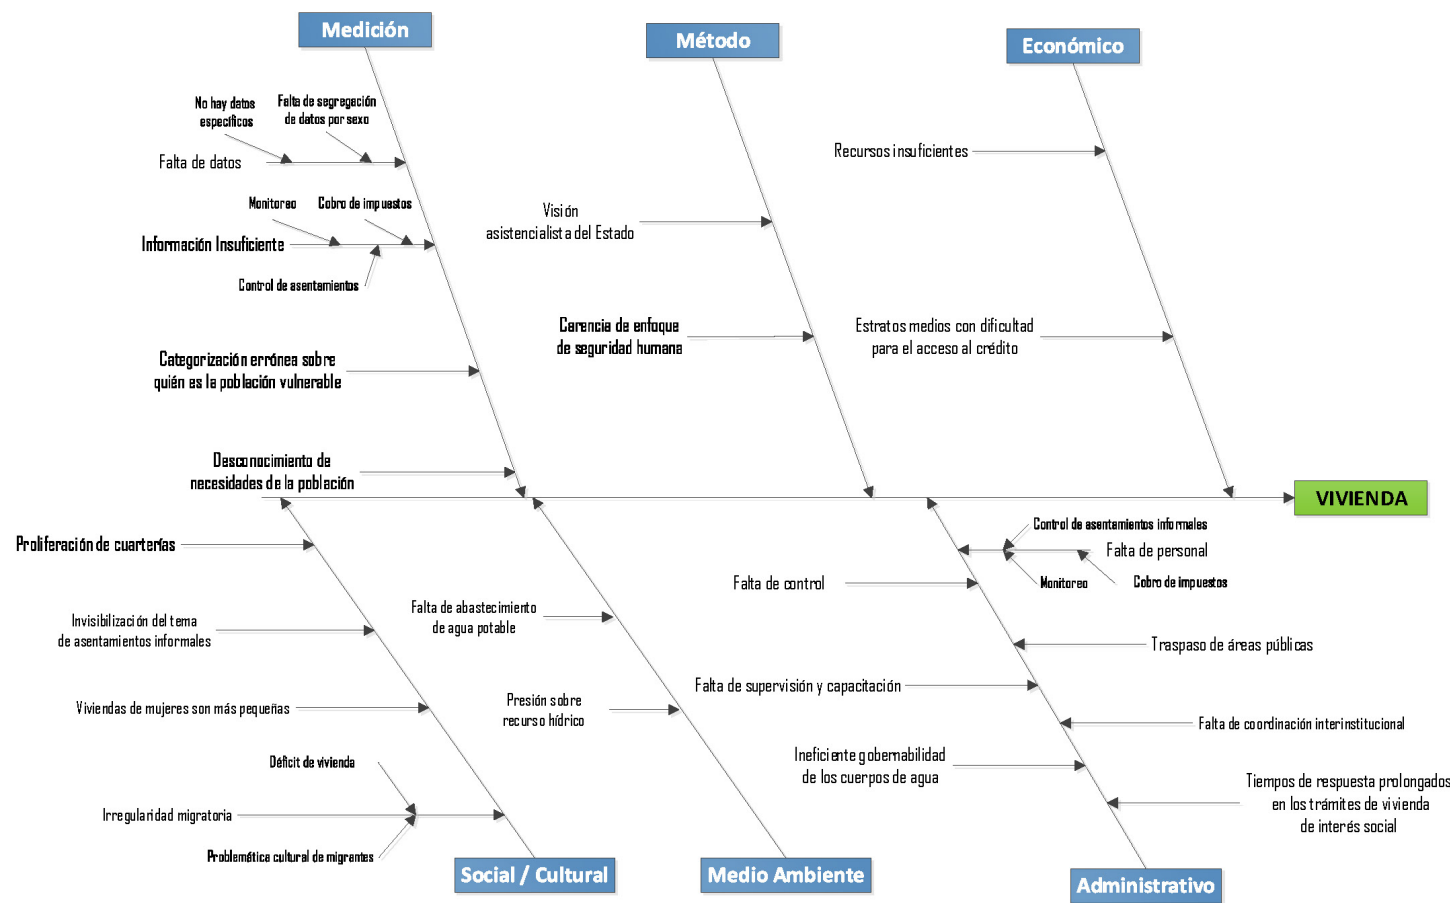 Medición
Método
Económico
No hay datos
específicos
Falta de segregación
de datos por sexo
Falta de datos
Monitoreo
Cobro de impuestos
Información Insuficiente
Control de asentamientos
Categorización errónea sobre
quién es la población vulnerable
Desconocimiento de
necesidades de la población
Visión
asistencialista del Estado
Carencia de enfoque
de seguridad humana
Recursos insuficientes
Estratos medios con dificultad
para el acceso al crédito
VIVIENDA
Proliferación de cuarterías
Invisibilización del tema
de asentamientos informales
Viviendas de mujeres son más pequeñas
Déficit de vivienda
Irregularidad migratoria
Problemática cultural de migrantes
Falta de abastecimiento
de agua potable
Presión sobre
recurso hídrico
Control de asentamientos informales
Falta de personal
Monitoreo
Cobro de impuestos
Falta de control
Traspaso de áreas públicas
Falta de supervisión y capacitación
Falta de coordinación interinstitucional
Ineficiente gobernabilidad
de los cuerpos de agua
Tiempos de respuesta prolongados
en los trámites de vivienda
de interés social
Social / Cultural
Medio Ambiente
Administrativo